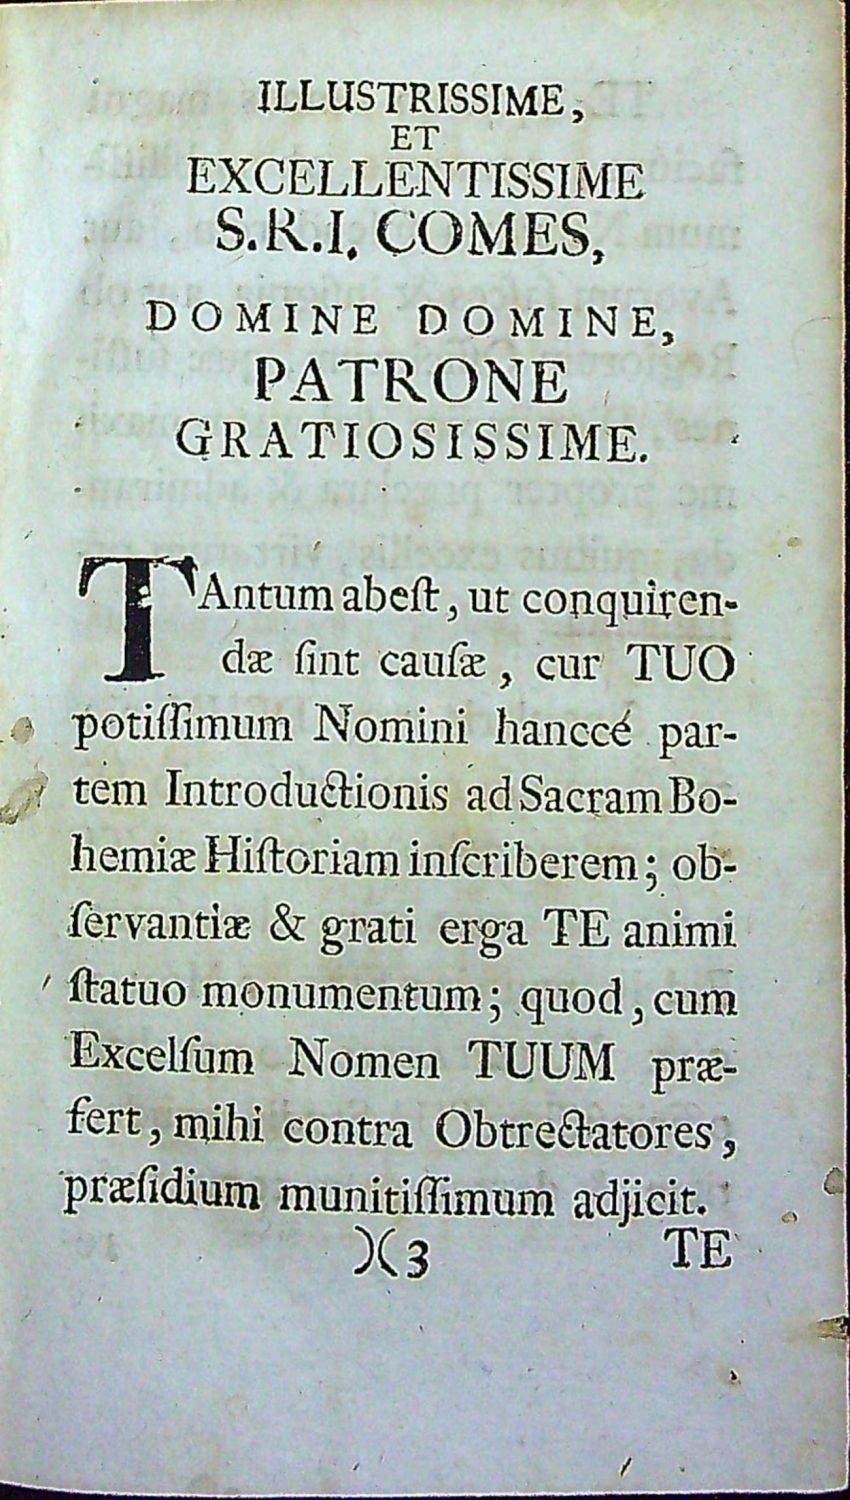 ILLUSTRISSIME,
ET
EXCELLENTISSIME
S.R.I. COMES,
DOMINE DOMINE,
PATRONE
GRATIOSISSIME.
TAntum abeſt, ut conquiren-
dæ ſint cauſæ, cur TUO
potiſſimum Nomini hanccé par-
tem Introductionis ad Sacram Bo-
hemiæ Hiſtoriam inſcriberem; ob-
ſervantiæ & grati erga TE animi
ſtatuo monumentum; quod, cum
Excelſum Nomen TUUM præ-
fert, mihi contra Obtrectatores,
præſidium munitiſſimum adjicit.
)(3 TE